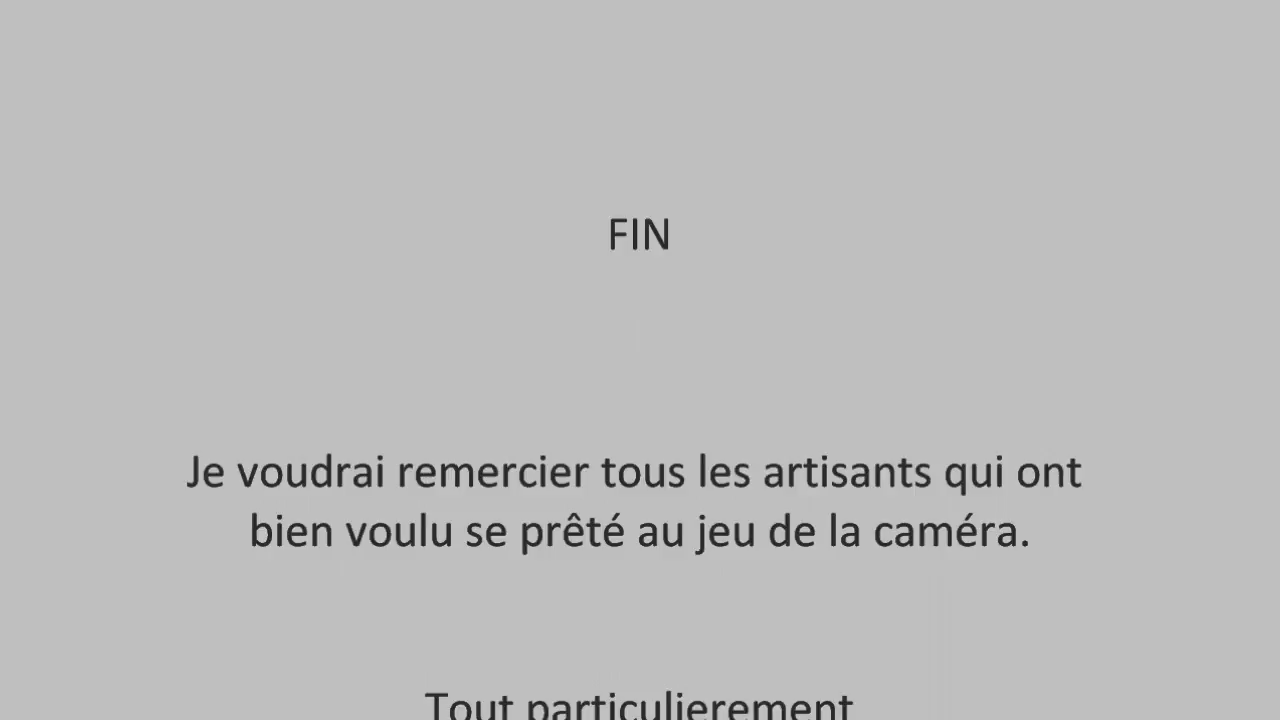 FIN
Je voudrai remercier tous les artisants qui ont
bien voulu se prêté au jeu de la caméra.
Tout particulierement